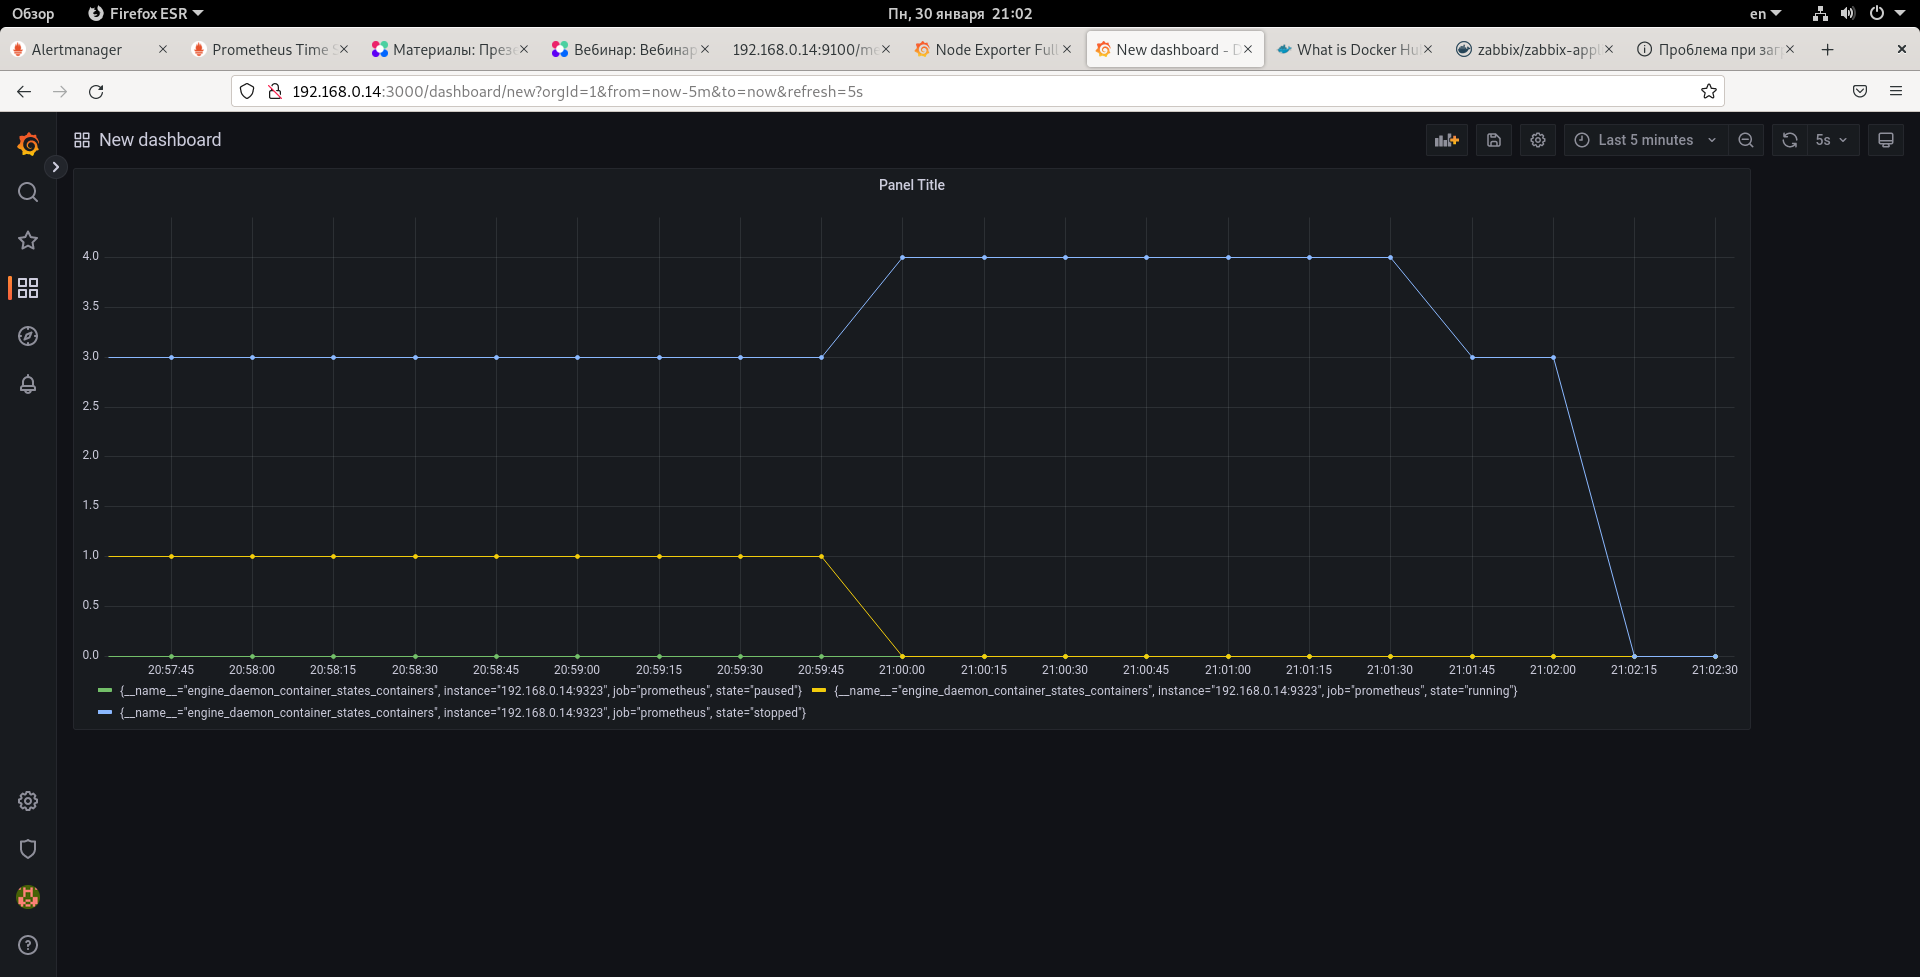 Обзор Firefox ESR Пн, 30 января 21:02 en
Alertmanager Prometheus Time S Материалы: Презе Вебинар: Вебинар 192.168.0.14:9100/me Node Exporter Full New dashboard - D What is Docker Hu zabbix/zabbix-appl Проблема при заг
192.168.0.14:3000/dashboard/new?orgId=1&from=now-5m&to=now&refresh=5s
New dashboard Last 5 minutes 5s
Panel Title
4.0
3.5
3.0
2.5
2.0
1.5
1.0
0.5
0.0
20:57:45 20:58:00 20:58:15 20:58:30 20:58:45 20:59:00 20:59:15 20:59:30 20:59:45 21:00:00 21:00:15 21:00:30 21:00:45 21:01:00 21:01:15 21:01:30 21:01:45 21:02:00 21:02:15 21:02:30
{__name__="engine_daemon_container_states_containers", instance="192.168.0.14:9323", job="prometheus", state="paused"} {__name__="engine_daemon_container_states_containers", instance="192.168.0.14:9323", job="prometheus", state="running"}
{__name__="engine_daemon_container_states_containers", instance="192.168.0.14:9323", job="prometheus", state="stopped"}